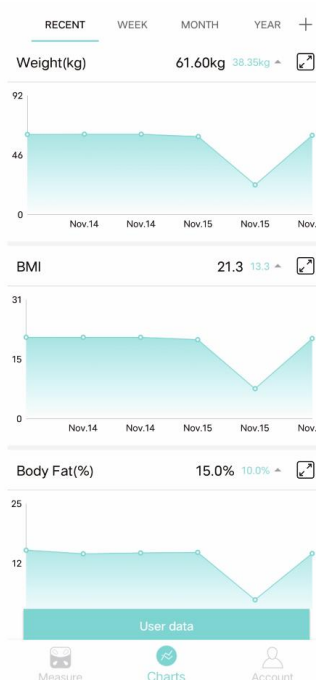 RECENT WEEK MONTH YEAR +
Weight(kg) 61.60kg 38.35kg
92
46
0
Nov.14 Nov.14 Nov.15 Nov.15 Nov.
BMI 21.3 13.3
31
15
0
Nov.14 Nov.14 Nov.15 Nov.15 Nov.
Body Fat(%) 15.0% 10.0%
25
12
User data
Measure Charts Account